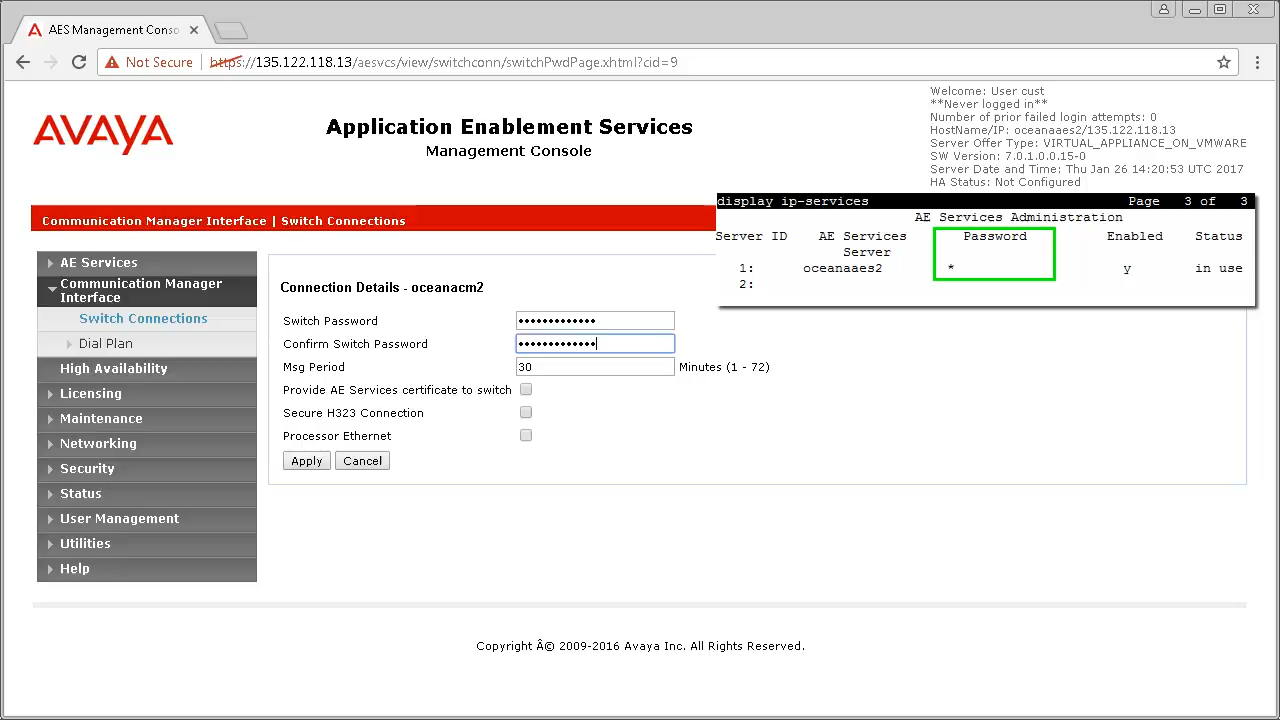 AES Management Conso
Not Secure https://135.122.118.13/aesvcs/view/switchconn/switchPwdPage.xhtml?cid=9
AVAYA
Application Enablement Services
Management Console
Welcome: User cust
**Never logged in**
Number of prior failed login attempts: 0
HostName/IP: oceanaaes2/135.122.118.13
Server Offer Type: VIRTUAL_APPLIANCE_ON_VMWARE
SW Version: 7.0.1.0.0.15-0
Server Date and Time: Thu Jan 26 14:20:53 UTC 2017
HA Status: Not Configured
Communication Manager Interface | Switch Connections
display ip-services Page 3 of 3
AE Services Administration
Server ID AE Services Password Enabled Status
Server
1: oceanaaes2 * y in use
2:
AE Services
Communication Manager
Interface
Switch Connections
Dial Plan
High Availability
Licensing
Maintenance
Networking
Security
Status
User Management
Utilities
Help
Connection Details - oceanacm2
Switch Password •••••••••••••
Confirm Switch Password •••••••••••••
Msg Period 30 Minutes (1 - 72)
Provide AE Services certificate to switch
Secure H323 Connection
Processor Ethernet
Apply Cancel
Copyright Â© 2009-2016 Avaya Inc. All Rights Reserved.